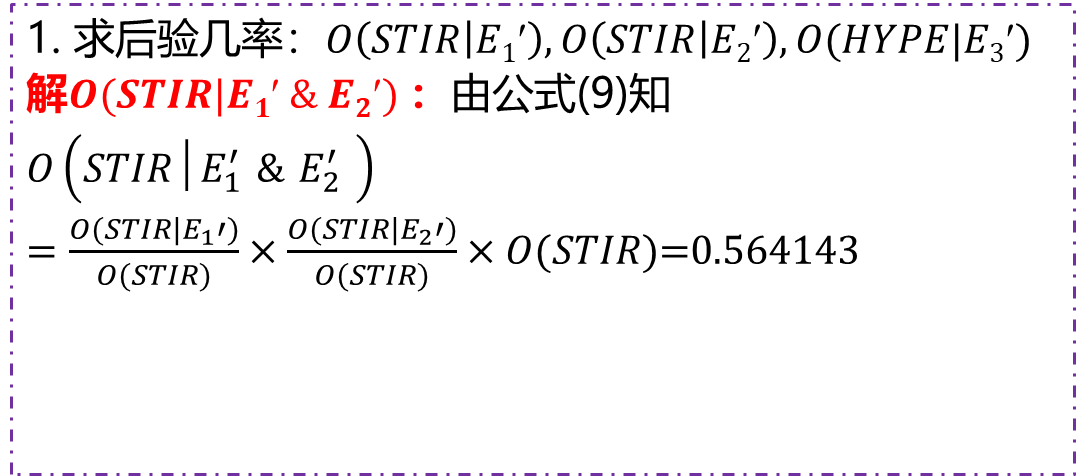 1. 求后验几率：O(STIR|E₁′), O(STIR|E₂′), O(HYPE|E₃′)
解O(STIR|E₁′ & E₂′)：由公式(9)知
O(STIR|E₁′ & E₂′)
= O(STIR|E₁′)/O(STIR) × O(STIR|E₂′)/O(STIR) × O(STIR)=0.564143